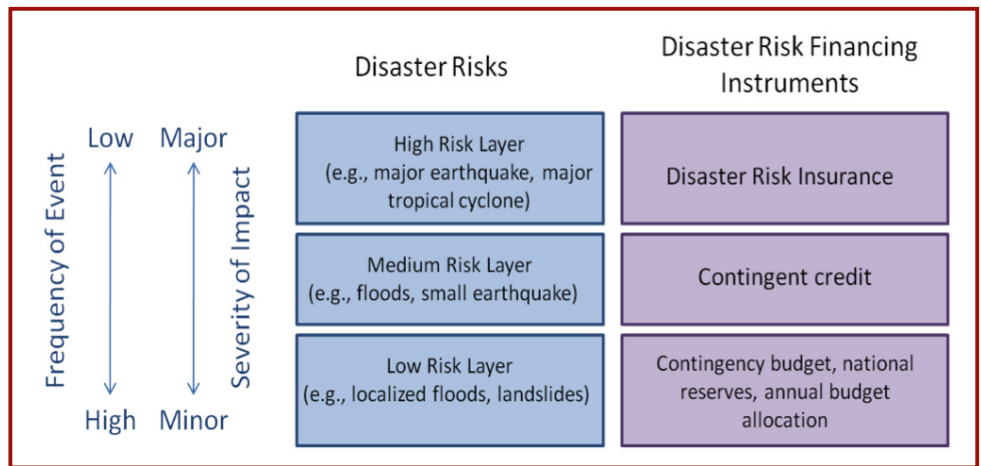 Disaster Risks
Disaster Risk Financing
Instruments
Frequency of Event
Low
High
Major
Minor
Severity of Impact
High Risk Layer
(e.g., major earthquake, major
tropical cyclone)
Disaster Risk Insurance
Medium Risk Layer
(e.g., floods, small earthquake)
Contingent credit
Low Risk Layer
(e.g., localized floods, landslides)
Contingency budget, national
reserves, annual budget
allocation